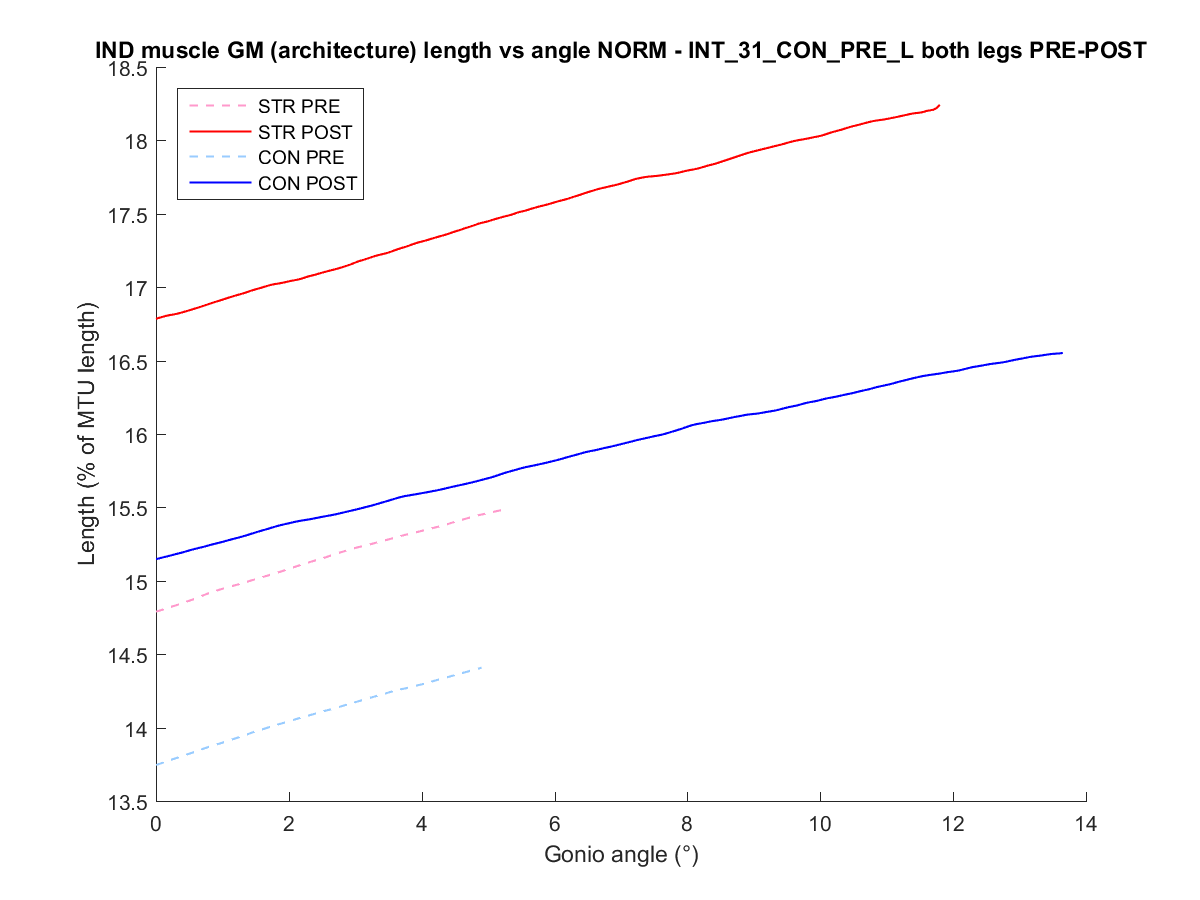 IND muscle GM (architecture) length vs angle NORM - INT_31_CON_PRE_L both legs PRE-POST
STR PRE
STR POST
CON PRE
CON POST
Length (% of MTU length)
18.5
18
17.5
17
16.5
16
15.5
15
14.5
14
13.5
0 2 4 6 8 10 12 14
Gonio angle (°)